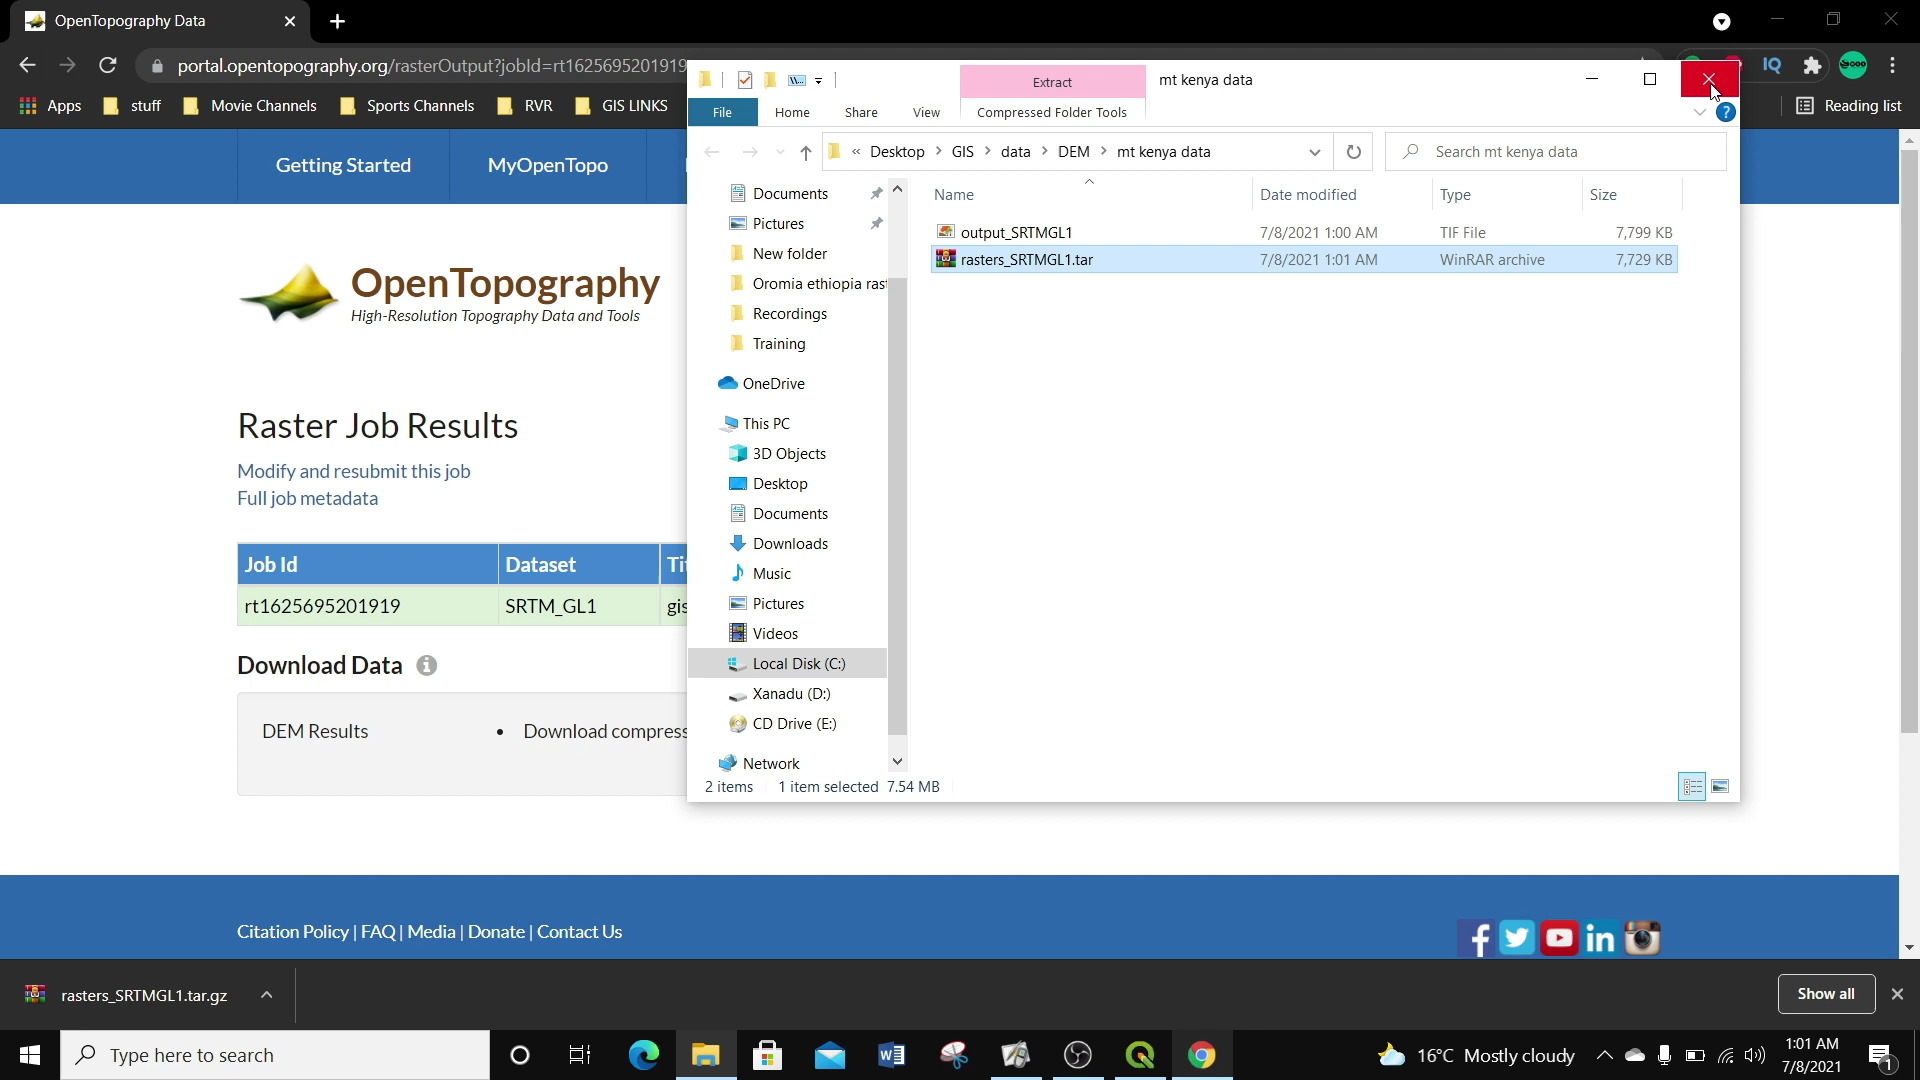 OpenTopography Data
portal.opentopography.org/rasterOutput?jobId=rt1625695201919
Apps
stuff
Movie Channels
Sports Channels
RVR
GIS LINKS
Reading list
Getting Started
MyOpenTopo
OpenTopography
High-Resolution Topography Data and Tools
Raster Job Results
Modify and resubmit this job
Full job metadata
Job Id
Dataset
rt1625695201919
SRTM_GL1
gis
Download Data
DEM Results
• Download compress
Citation Policy | FAQ | Media | Donate | Contact Us
Extract
mt kenya data
File
Home
Share
View
Compressed Folder Tools
« Desktop > GIS > data > DEM > mt kenya data
Search mt kenya data
Documents
Pictures
New folder
Oromia ethiopia ras
Recordings
Training
OneDrive
This PC
3D Objects
Desktop
Documents
Downloads
Music
Pictures
Videos
Local Disk (C:)
Xanadu (D:)
CD Drive (E:)
Network
Name
Date modified
Type
Size
output_SRTMGL1
7/8/2021 1:00 AM
TIF File
7,799 KB
rasters_SRTMGL1.tar
7/8/2021 1:01 AM
WinRAR archive
7,729 KB
2 items
1 item selected 7.54 MB
rasters_SRTMGL1.tar.gz
Show all
Type here to search
16°C Mostly cloudy
1:01 AM
7/8/2021
1